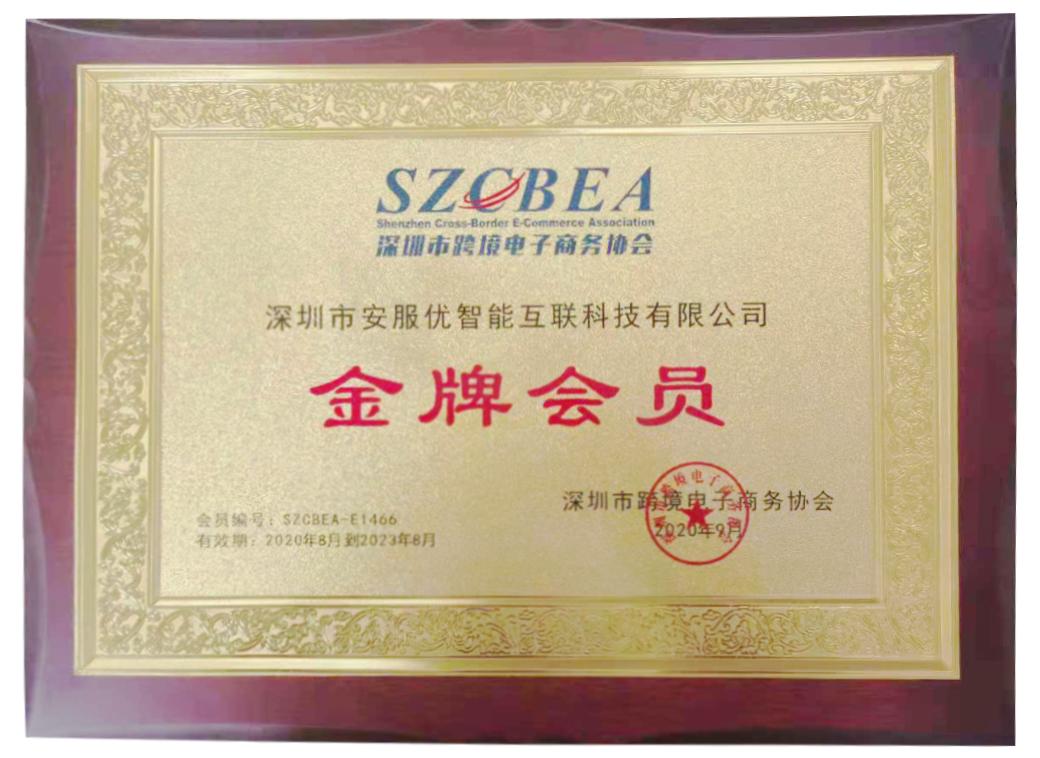 SZCBEA
Shenzhen Cross-Border E-Commerce Association
深圳市跨境电子商务协会
深圳市安服优智能互联科技有限公司
金牌会员
深圳市跨境电子商务协会
2020年9月
会员编号：SZCBEA-E1466
有效期：2020年8月到2023年8月